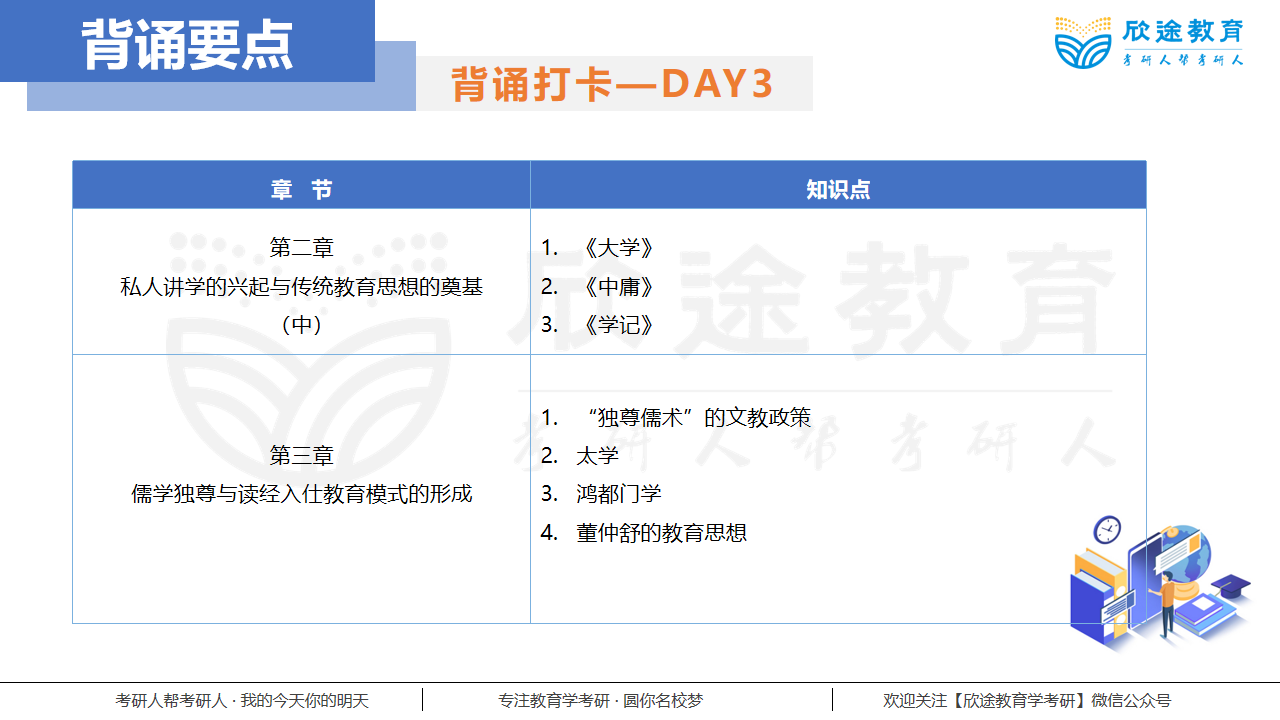 背诵要点
欣途教育
考研人帮考研人
背诵打卡—DAY3
章 节
知识点
第二章
私人讲学的兴起与传统教育思想的奠基
（中）
1. 《大学》
2. 《中庸》
3. 《学记》
第三章
儒学独尊与读经入仕教育模式的形成
1. “独尊儒术”的文教政策
2. 太学
3. 鸿都门学
4. 董仲舒的教育思想
欣途教育
考研人帮考研人
考研人帮考研人 · 我的今天你的明天
专注教育学考研 · 圆你名校梦
欢迎关注【欣途教育学考研】微信公众号